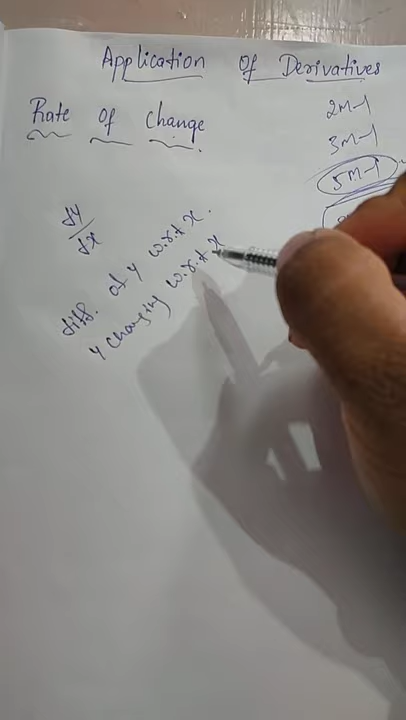 Application Of Derivatives
Rate Of Change
2M-1
3M-1
5M-1
dy
dx
diff. of y w.r.t x.
y changing w.r.t x